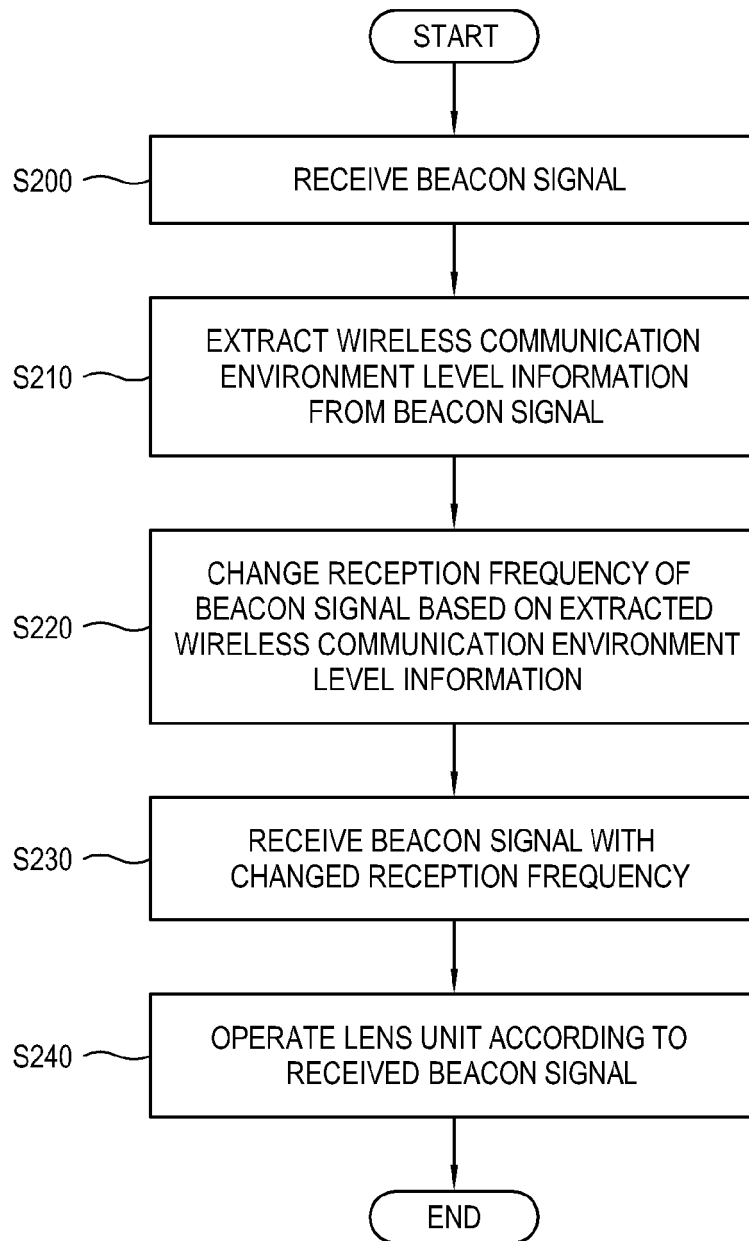 START
S200
RECEIVE BEACON SIGNAL
S210
EXTRACT WIRELESS COMMUNICATION
ENVIRONMENT LEVEL INFORMATION
FROM BEACON SIGNAL
S220
CHANGE RECEPTION FREQUENCY OF
BEACON SIGNAL BASED ON EXTRACTED
WIRELESS COMMUNICATION ENVIRONMENT
LEVEL INFORMATION
S230
RECEIVE BEACON SIGNAL WITH
CHANGED RECEPTION FREQUENCY
S240
OPERATE LENS UNIT ACCORDING TO
RECEIVED BEACON SIGNAL
END